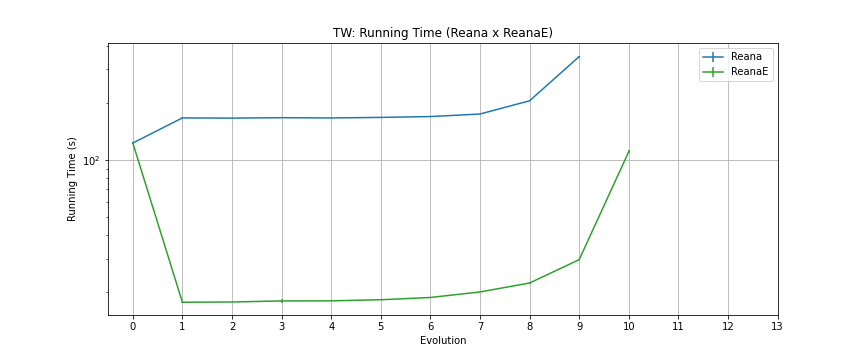 TW: Running Time (Reana x ReanaE)
Reana
ReanaE
Running Time (s)
10²
0 1 2 3 4 5 6 7 8 9 10 11 12 13
Evolution